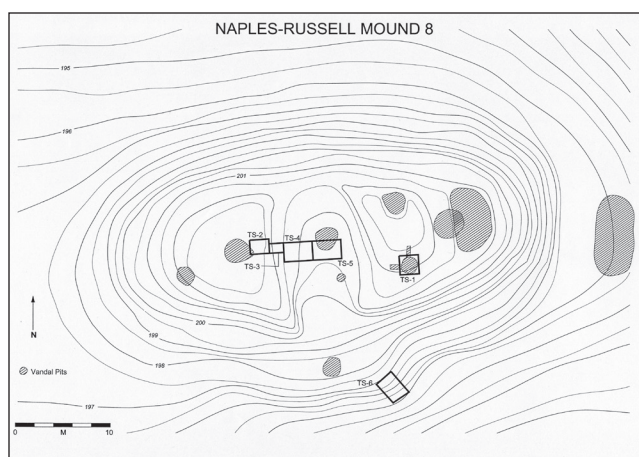 NAPLES-RUSSELL MOUND 8
195
196
201
TS-2
TS-4
TS-3
TS-5
TS-1
200
199
N
198
Vandal Pits
TS-6
197
0 M 10